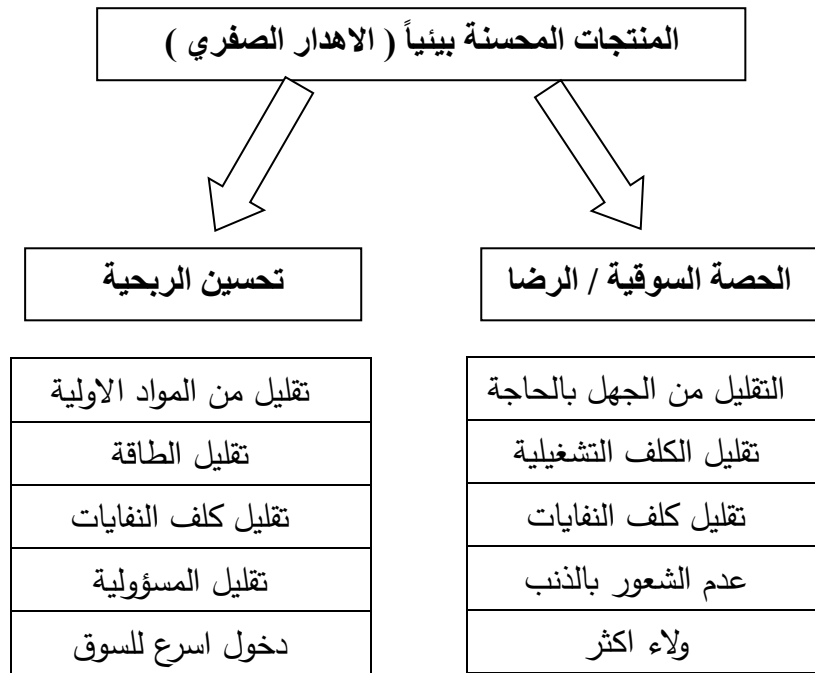 المنتجات المحسنة بيئياً ( الاهدار الصفري )
الحصة السوقية / الرضا
التقليل من الجهل بالحاجة
تقليل الكلف التشغيلية
تقليل كلف النفايات
عدم الشعور بالذنب
ولاء اكثر
تحسين الربحية
تقليل من المواد الاولية
تقليل الطاقة
تقليل كلف النفايات
تقليل المسؤولية
دخول اسرع للسوق